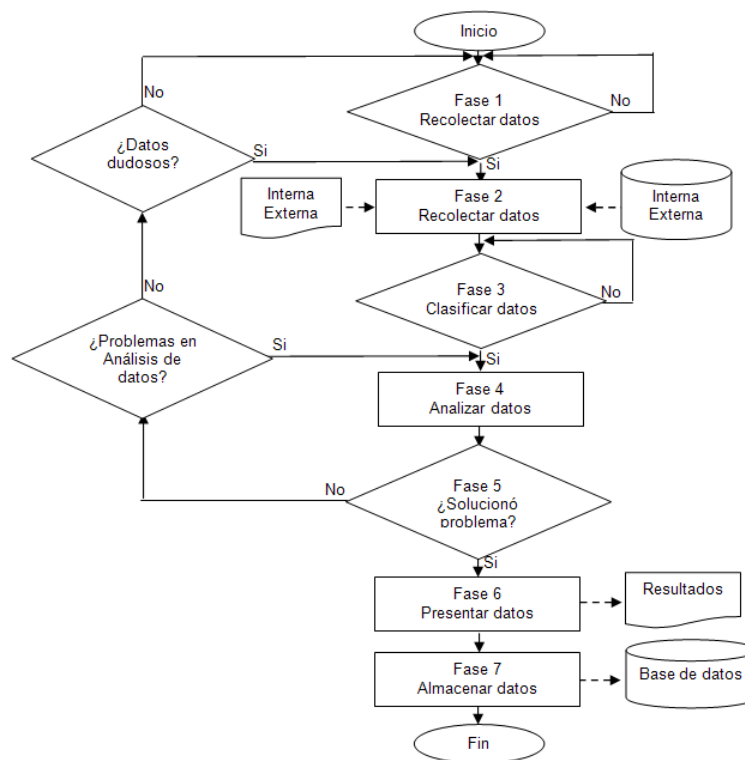 Inicio
No
Fase 1
Recolectar datos
No
¿Datos
dudosos?
Si
Si
Interna
Externa
Fase 2
Recolectar datos
Interna
Externa
No
Fase 3
Clasificar datos
No
¿Problemas en
Análisis de
datos?
Si
Si
Fase 4
Analizar datos
No
Fase 5
¿Solucionó
problema?
Si
Fase 6
Presentar datos
Resultados
Fase 7
Almacenar datos
Base de datos
Fin